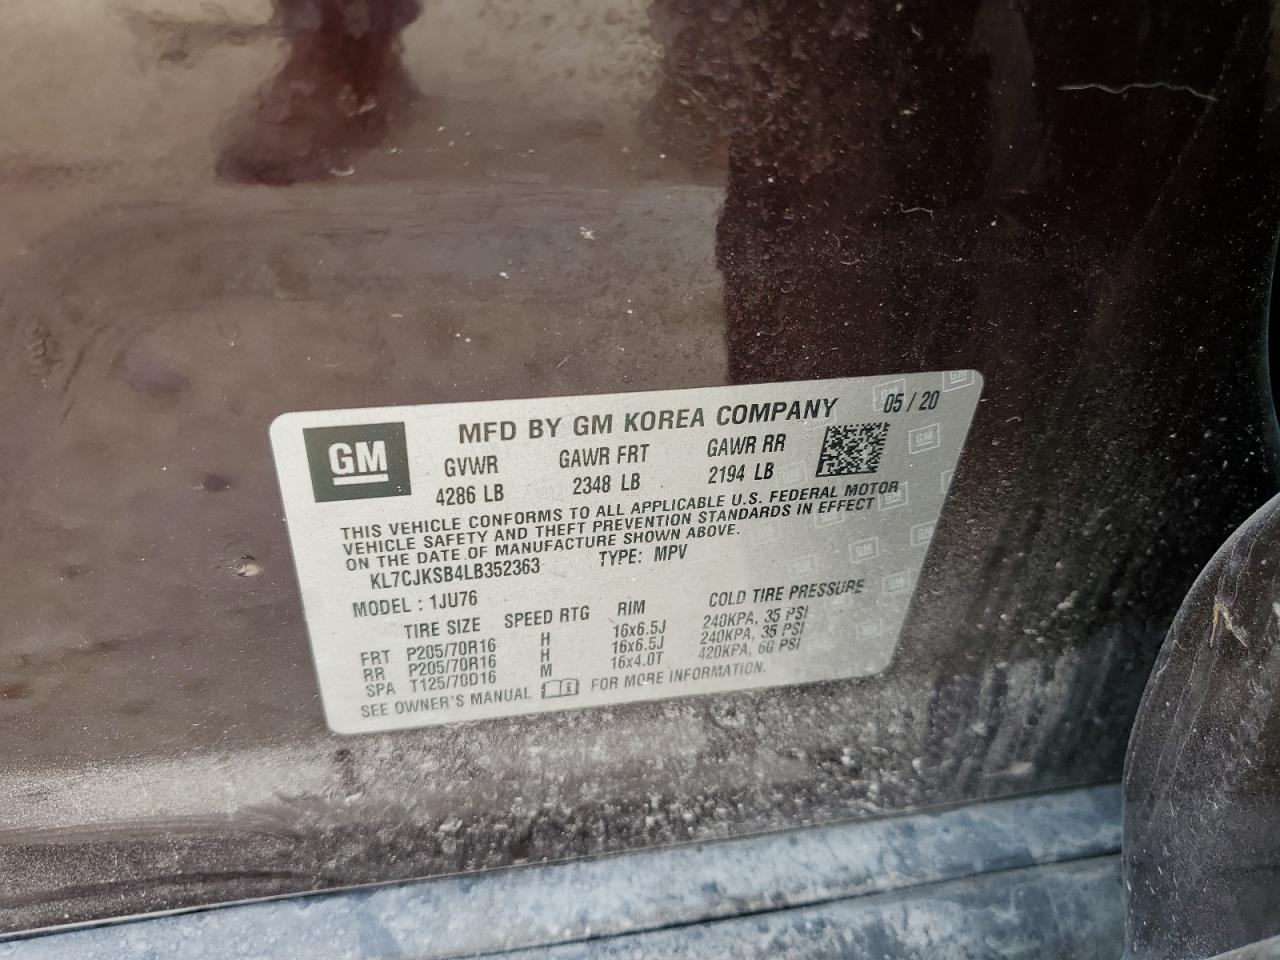 GM
MFD BY GM KOREA COMPANY 05 / 20
GVWR GAWR FRT GAWR RR
4286 LB 2348 LB 2194 LB
THIS VEHICLE CONFORMS TO ALL APPLICABLE U.S. FEDERAL MOTOR
VEHICLE SAFETY AND THEFT PREVENTION STANDARDS IN EFFECT
ON THE DATE OF MANUFACTURE SHOWN ABOVE.
KL7CJKSB4LB352363 TYPE: MPV
MODEL : 1JU76
TIRE SIZE SPEED RTG RIM COLD TIRE PRESSURE
FRT P205/70R16 H 16x6.5J 240KPA, 35 PSI
RR P205/70R16 H 16x6.5J 240KPA, 35 PSI
SPA T125/70D16 M 16x4.0T 420KPA, 60 PSI
SEE OWNER'S MANUAL FOR MORE INFORMATION.